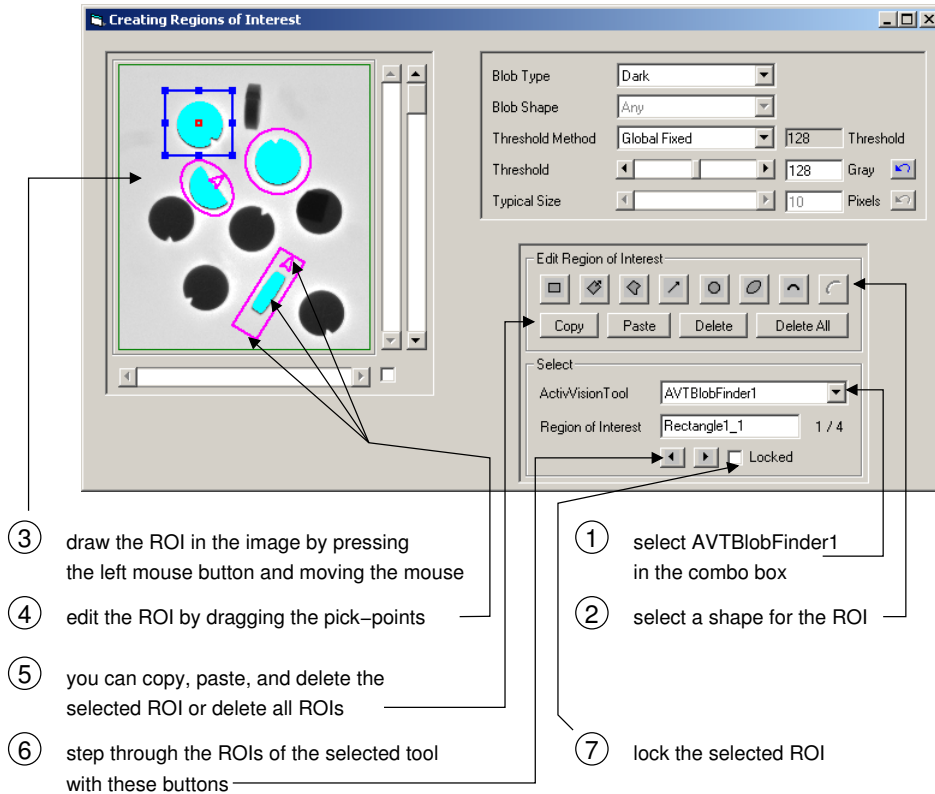 Creating Regions of Interest
Blob Type Dark
Blob Shape Any
Threshold Method Global Fixed 128 Threshold
Threshold 128 Gray
Typical Size 10 Pixels
Edit Region of Interest
Copy Paste Delete Delete All
Select
ActivVisionTool AVTBlobFinder1
Region of Interest Rectangle1_1 1 / 4
Locked
A
A
1 select AVTBlobFinder1
in the combo box
2 select a shape for the ROI
3 draw the ROI in the image by pressing
the left mouse button and moving the mouse
4 edit the ROI by dragging the pick−points
5 you can copy, paste, and delete the
selected ROI or delete all ROIs
6 step through the ROIs of the selected tool
with these buttons
7 lock the selected ROI